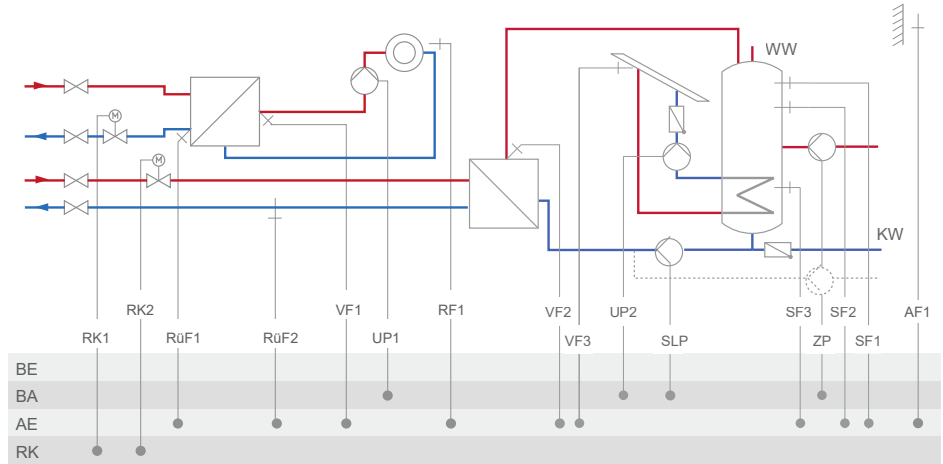 WW
M
M
KW
RK2 VF1 RF1 VF2 UP2 SF3 SF2 AF1
RK1 RüF1 RüF2 UP1 VF3 SLP ZP SF1
BE
BA
AE
RK